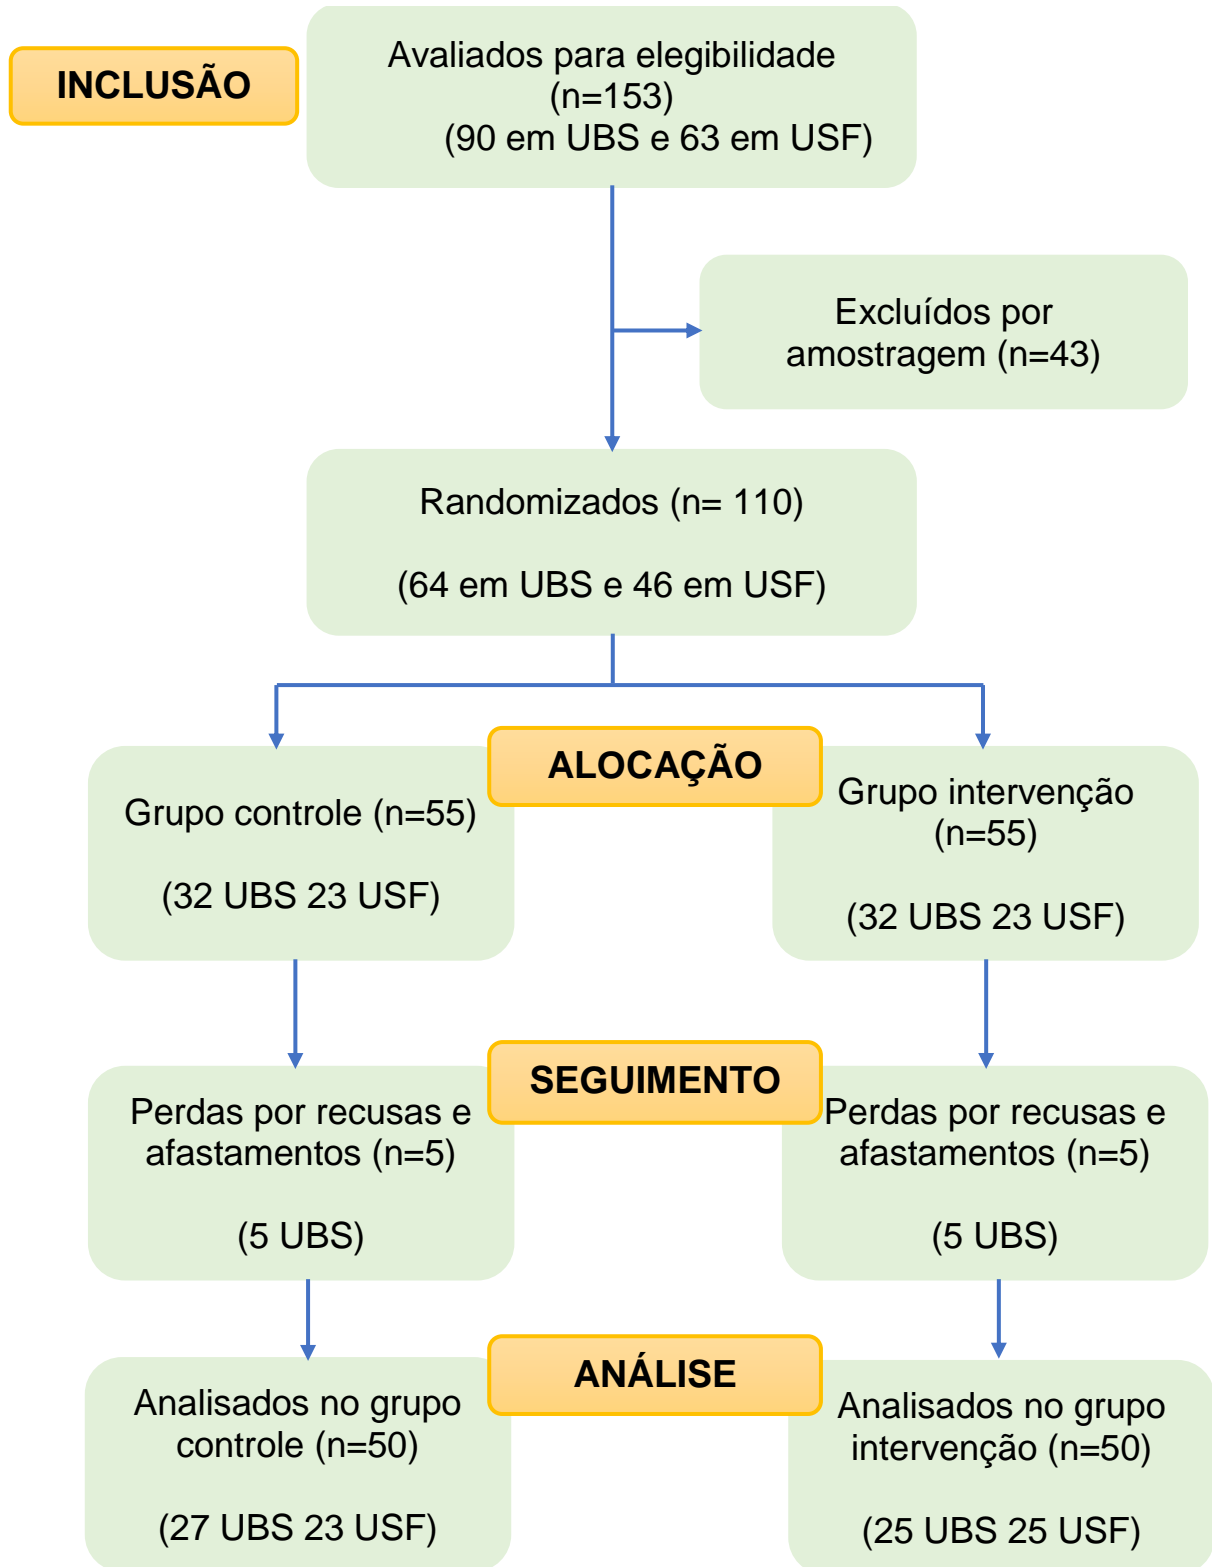 INCLUSÃO
Avaliados para elegibilidade
(n=153)
(90 em UBS e 63 em USF)
Excluídos por
amostragem (n=43)
Randomizados (n= 110)
(64 em UBS e 46 em USF)
ALOCAÇÃO
Grupo controle (n=55)
(32 UBS 23 USF)
Grupo intervenção
(n=55)
(32 UBS 23 USF)
SEGUIMENTO
Perdas por recusas e
afastamentos (n=5)
(5 UBS)
Perdas por recusas e
afastamentos (n=5)
(5 UBS)
ANÁLISE
Analisados no grupo
controle (n=50)
(27 UBS 23 USF)
Analisados no grupo
intervenção (n=50)
(25 UBS 25 USF)